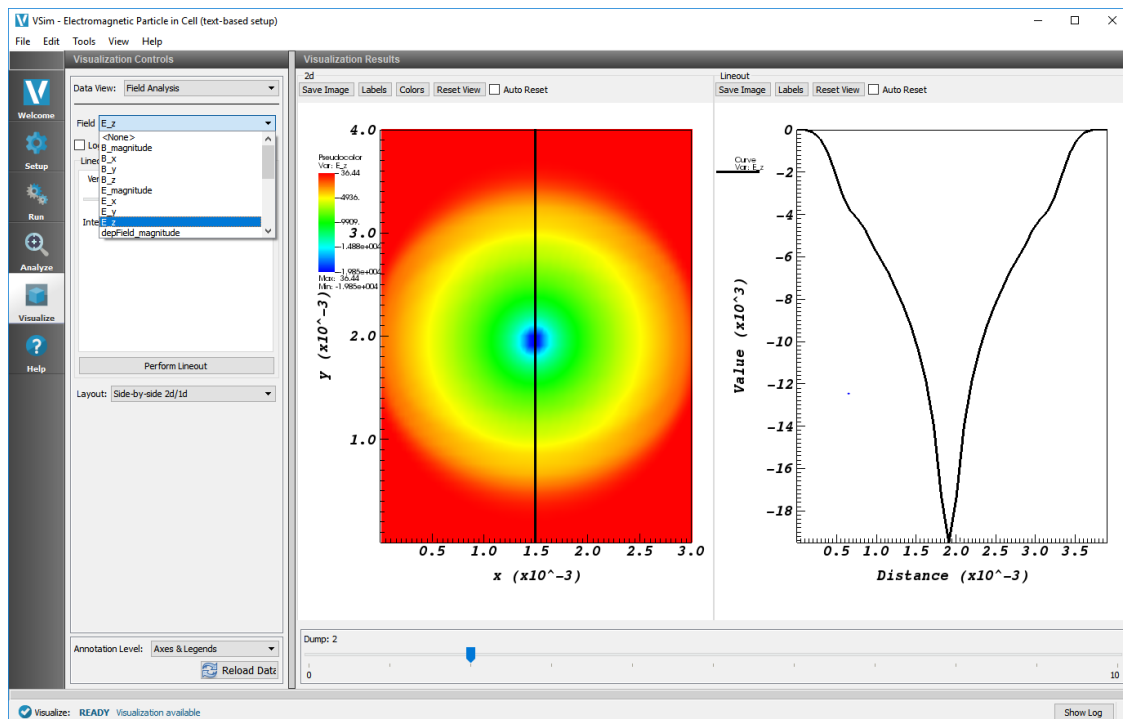 VSim - Electromagnetic Particle in Cell (text-based setup)
File Edit Tools View Help
Welcome
Setup
Run
Analyze
Visualize
Help
Visualization Controls
Data View: Field Analysis
Field E_z
<None>
B_magnitude
B_x
B_y
B_z
E_magnitude
E_x
E_y
E_z
depField_magnitude
Perform Lineout
Layout: Side-by-side 2d/1d
Annotation Level: Axes & Legends
Reload Data
Visualization Results
2d
Save Image Labels Colors Reset View Auto Reset
Pseudocolor
Var: E_z
36.44
-4936.
-9909.
-1.488e+004
-1.985e+004
Max: 36.44
Min: -1.985e+004
4.0
3.0
2.0
1.0
y (x10^-3)
0.5 1.0 1.5 2.0 2.5 3.0
x (x10^-3)
Lineout
Save Image Labels Reset View Auto Reset
Curve
Var: E_z
0
-2
-4
-6
-8
-10
-12
-14
-16
-18
Value (x10^3)
0.5 1.0 1.5 2.0 2.5 3.0 3.5
Distance (x10^-3)
Dump: 2
0 10
Visualize: READY Visualization available
Show Log